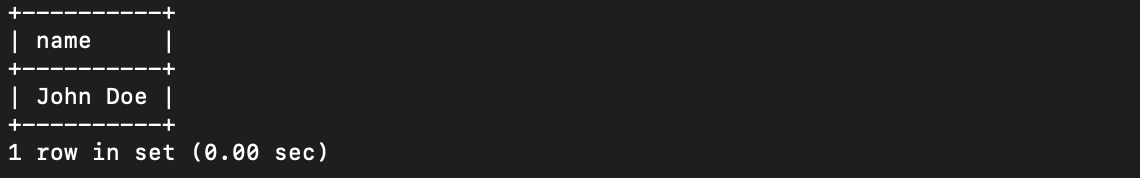 +----------+
| name     |
+----------+
| John Doe |
+----------+
1 row in set (0.00 sec)